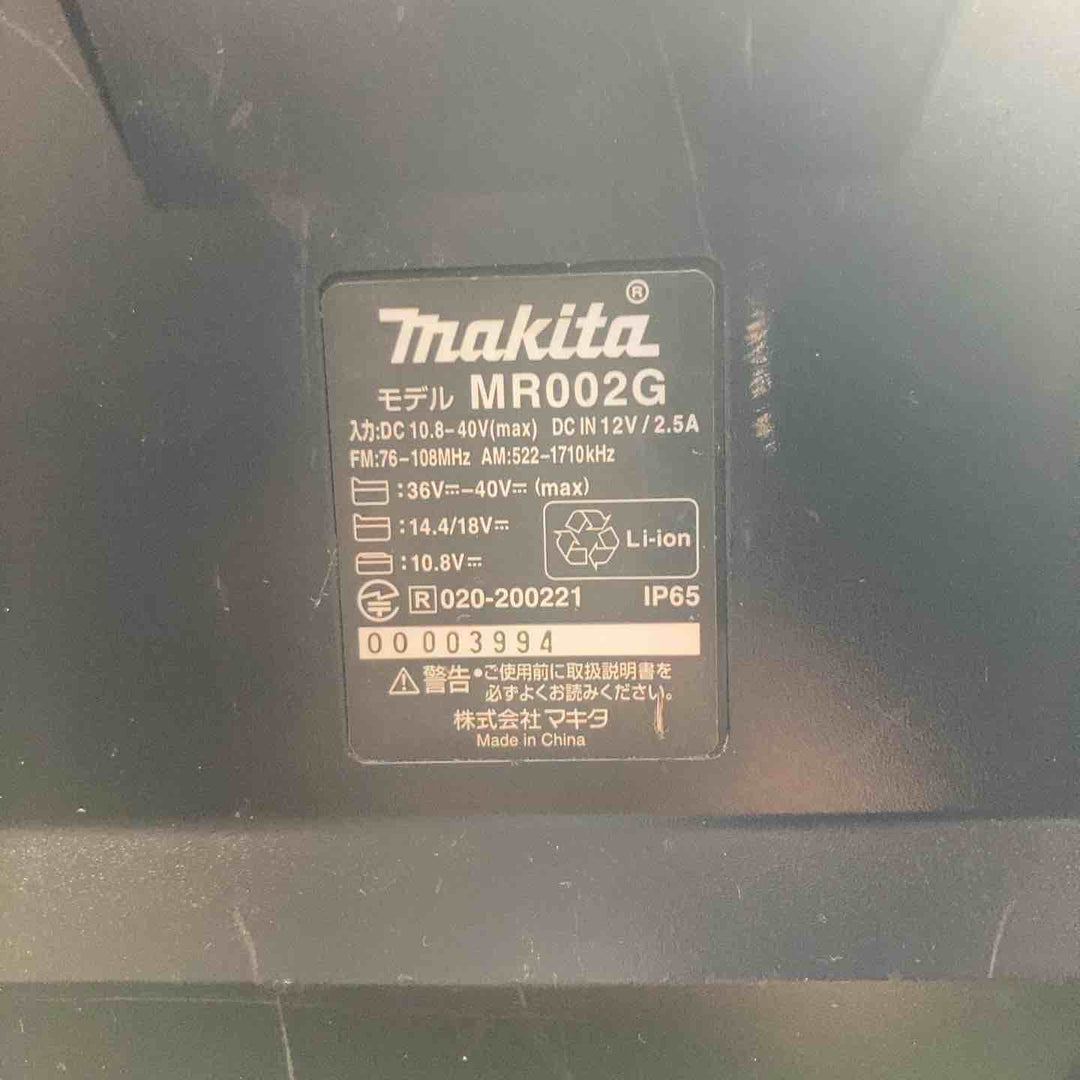 makita®
モデル MR002G
入力:DC 10.8-40V(max) DC IN 12V / 2.5A
FM:76-108MHz AM:522-1710kHz
:36V⎓-40V⎓ (max)
:14.4/18V⎓
:10.8V⎓
Li-ion
R 020-200221 IP65
00 003994
⚠警告 •ご使用前に取扱説明書を
必ずよくお読みください。
株式会社マキタ
Made in China